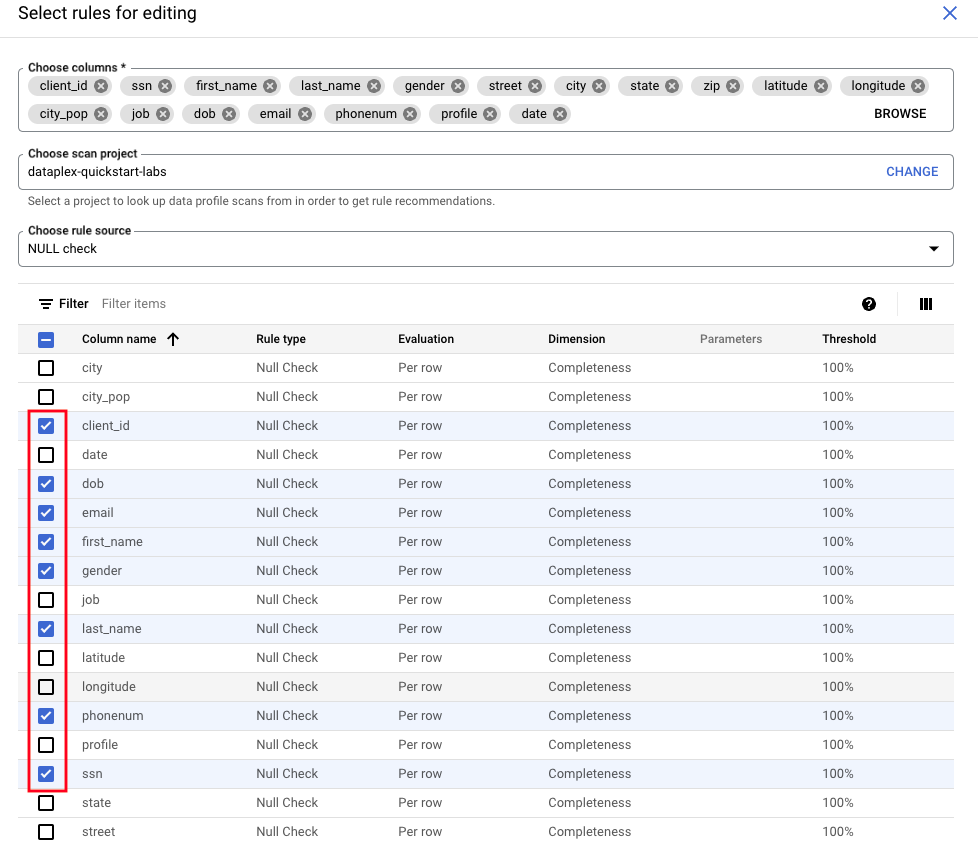 Select rules for editing
Choose columns *
client_id ssn first_name last_name gender street city state zip latitude longitude
city_pop job dob email phonenum profile date BROWSE
Choose scan project
dataplex-quickstart-labs CHANGE
Select a project to look up data profile scans from in order to get rule recommendations.
Choose rule source
NULL check
Filter Filter items
Column name Rule type Evaluation Dimension Parameters Threshold
city Null Check Per row Completeness 100%
city_pop Null Check Per row Completeness 100%
client_id Null Check Per row Completeness 100%
date Null Check Per row Completeness 100%
dob Null Check Per row Completeness 100%
email Null Check Per row Completeness 100%
first_name Null Check Per row Completeness 100%
gender Null Check Per row Completeness 100%
job Null Check Per row Completeness 100%
last_name Null Check Per row Completeness 100%
latitude Null Check Per row Completeness 100%
longitude Null Check Per row Completeness 100%
phonenum Null Check Per row Completeness 100%
profile Null Check Per row Completeness 100%
ssn Null Check Per row Completeness 100%
state Null Check Per row Completeness 100%
street Null Check Per row Completeness 100%